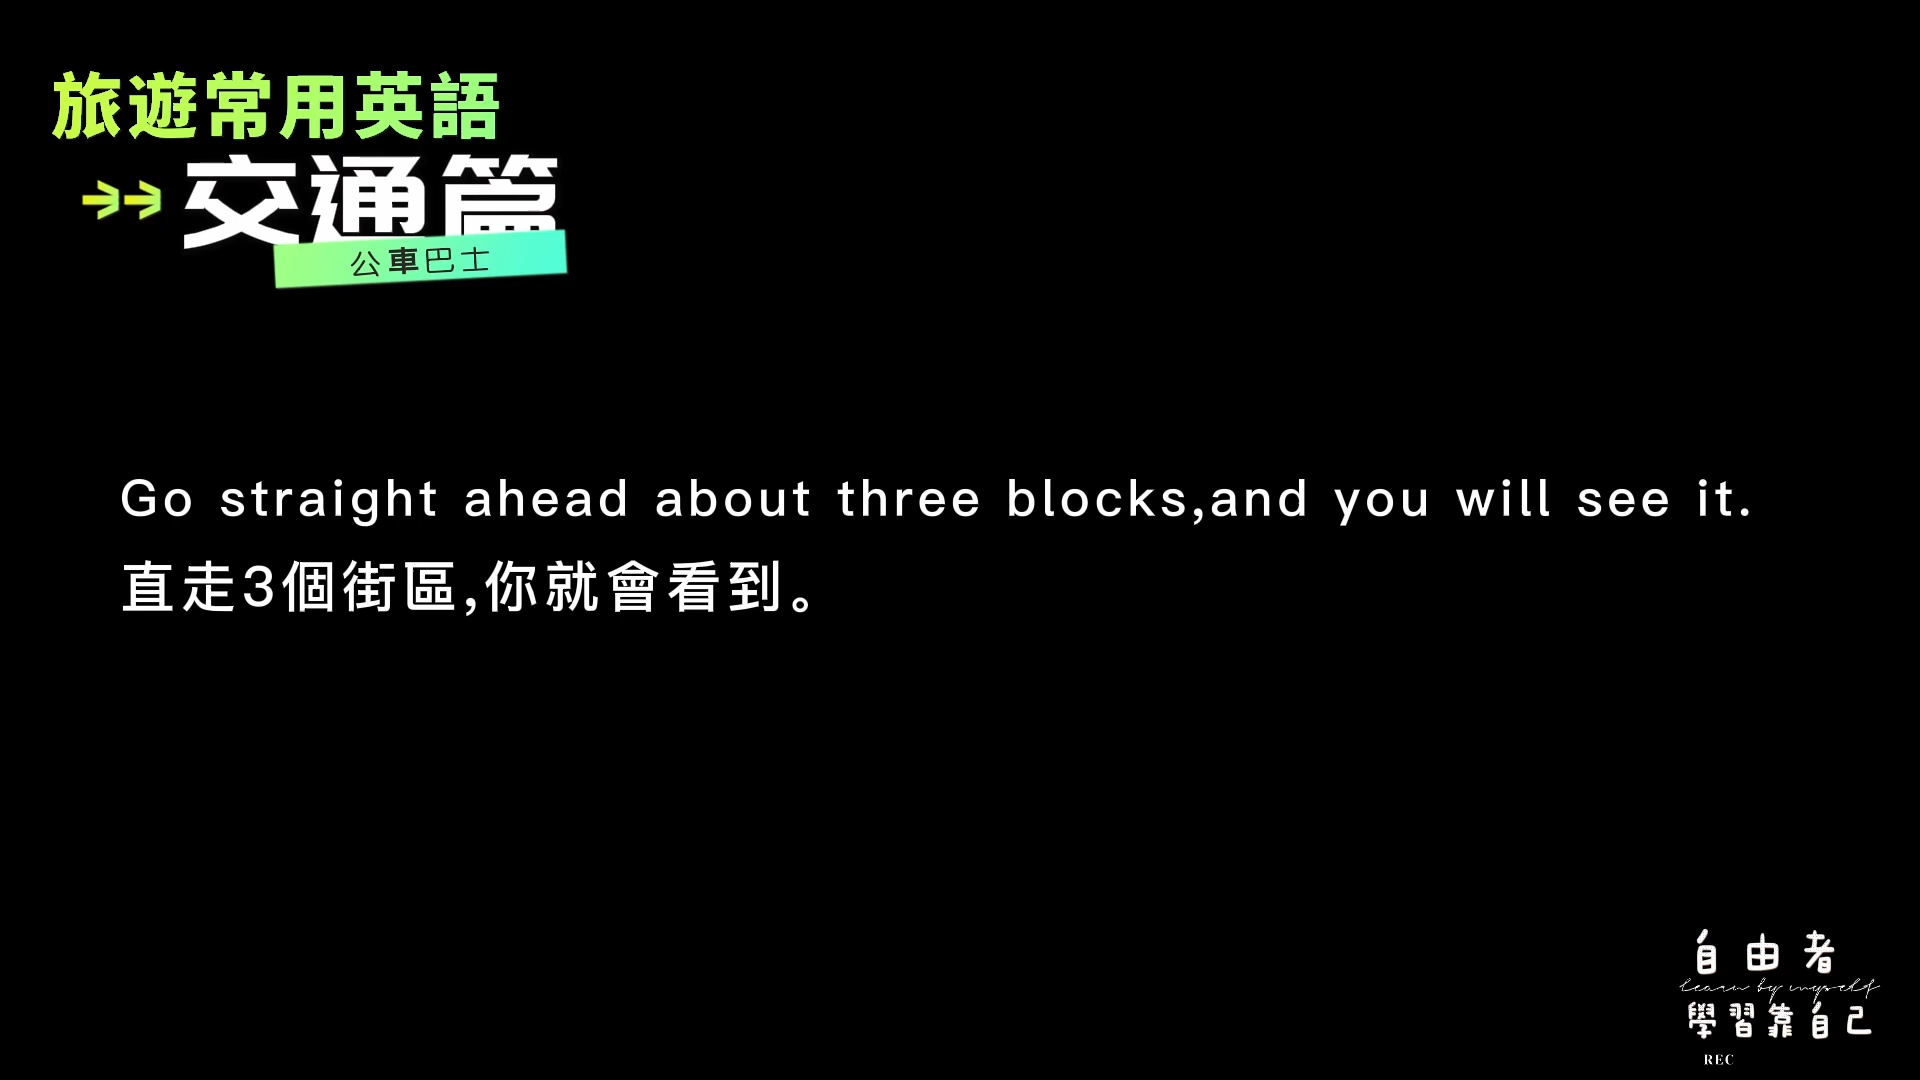 旅遊常用英語
交通篇
公車巴士
Go straight ahead about three blocks,and you will see it.
直走3個街區,你就會看到。
自由者
learn by myself
學習靠自己
REC